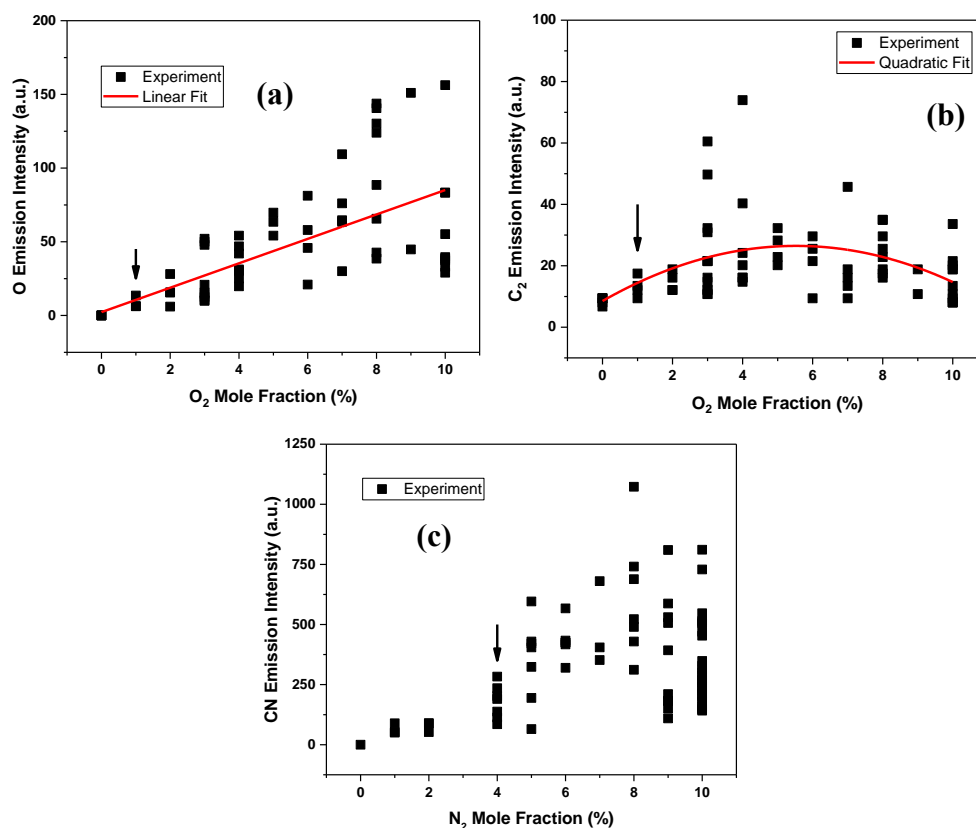 200
150
100
50
0
O Emission Intensity (a.u.)
Experiment
Linear Fit
(a)
0 2 4 6 8 10
O₂ Mole Fraction (%)
100
80
60
40
20
0
C₂ Emission Intensity (a.u.)
Experiment
Quadratic Fit
(b)
0 2 4 6 8 10
O₂ Mole Fraction (%)
1250
1000
750
500
250
0
CN Emission Intensity (a.u.)
Experiment
(c)
0 2 4 6 8 10
N₂ Mole Fraction (%)